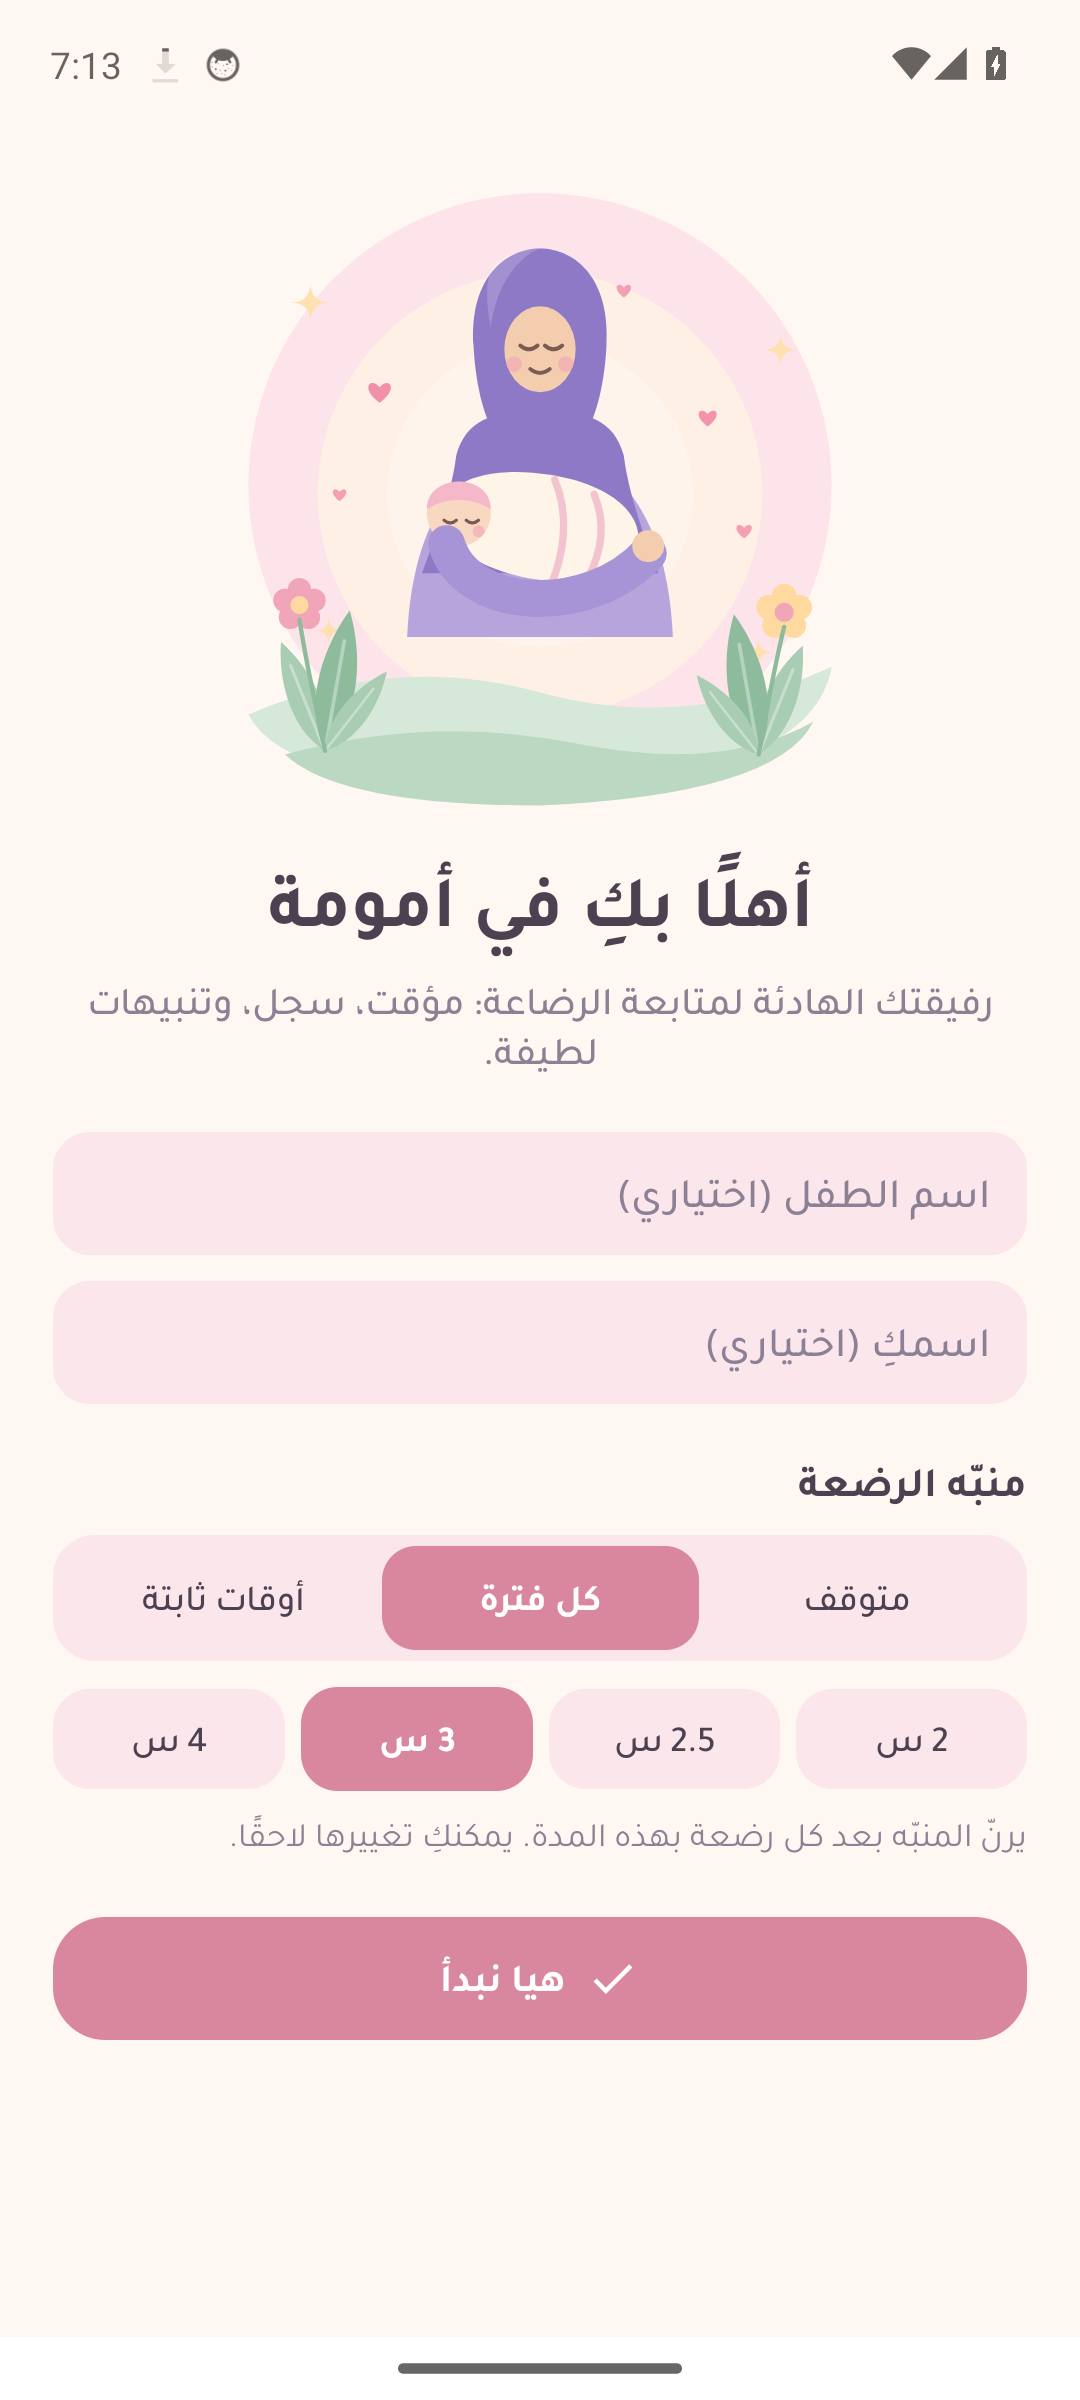 7:13
أهلًا بكِ في أمومة
رفيقتك الهادئة لمتابعة الرضاعة: مؤقت، سجل، وتنبيهات
لطيفة.
اسم الطفل (اختياري)
اسمكِ (اختياري)
منبّه الرضعة
متوقف كل فترة أوقات ثابتة
2 س 2.5 س 3 س 4 س
يرنّ المنبّه بعد كل رضعة بهذه المدة. يمكنكِ تغييرها لاحقًا.
هيا نبدأ